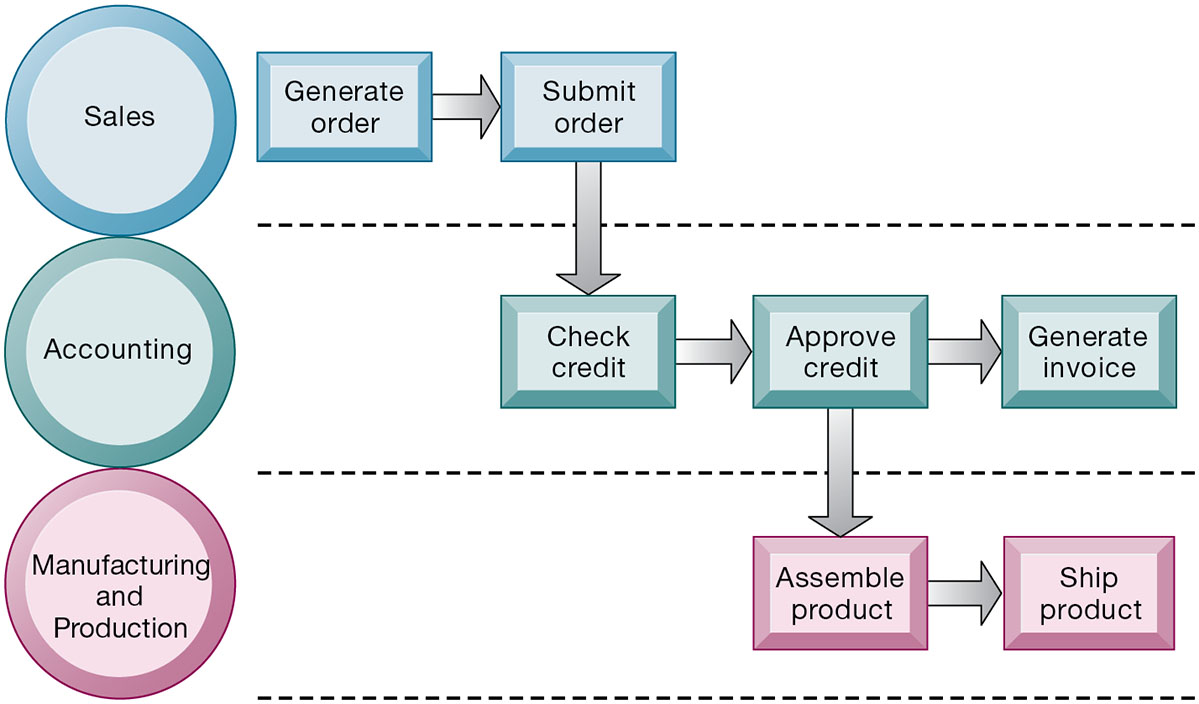 Sales
Generate
order
Submit
order
Accounting
Check
credit
Approve
credit
Generate
invoice
Manufacturing
and
Production
Assemble
product
Ship
product